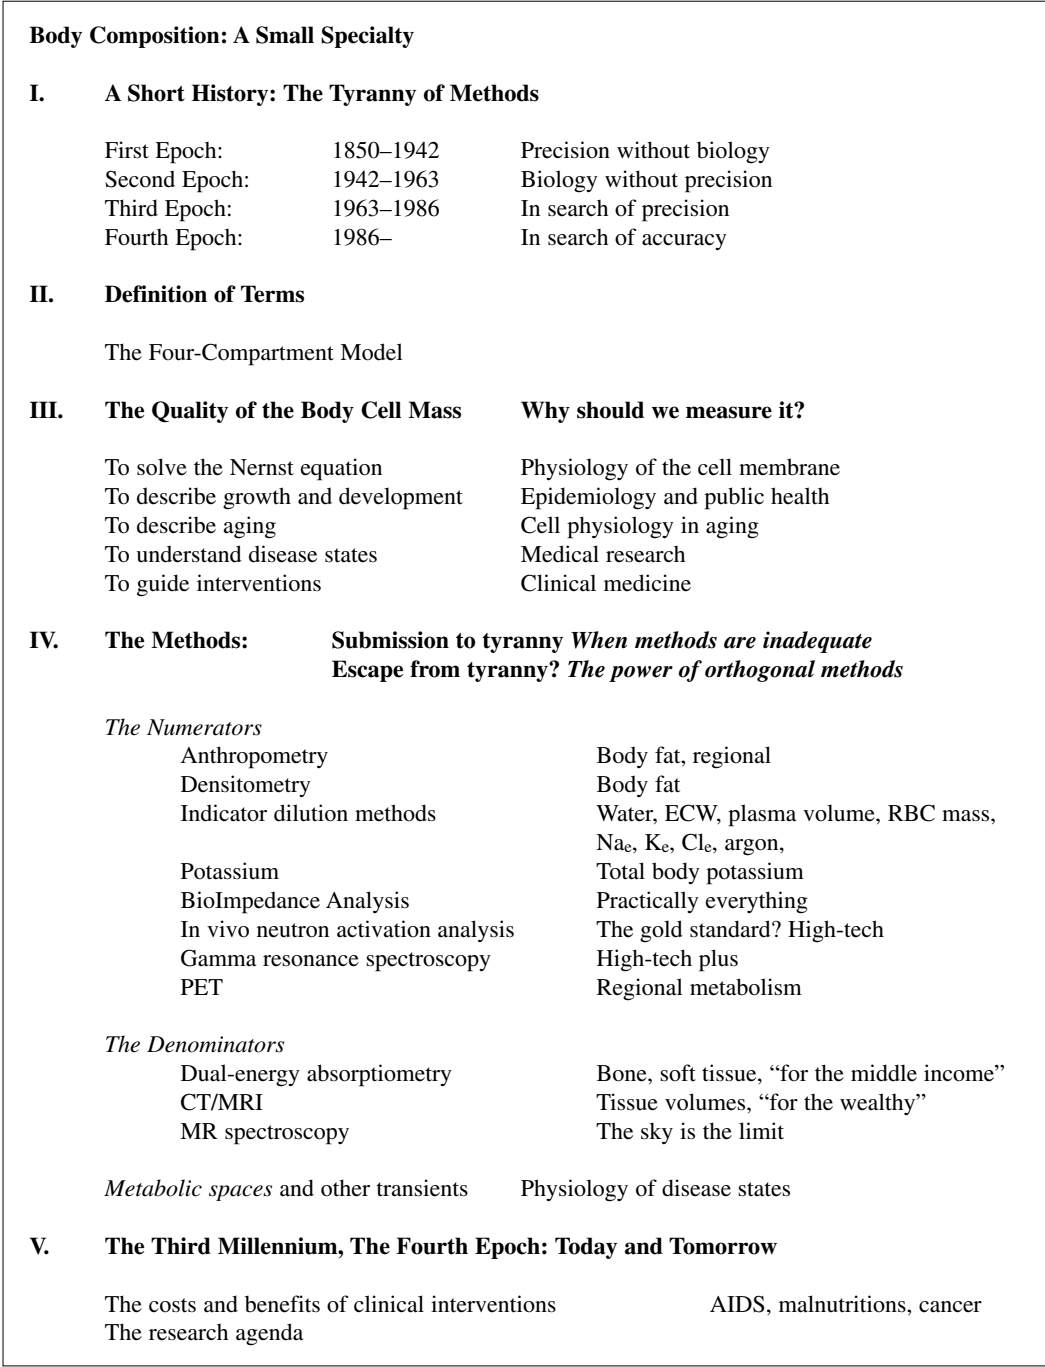 Body Composition: A Small Specialty
I. A Short History: The Tyranny of Methods
First Epoch: 1850–1942 Precision without biology
Second Epoch: 1942–1963 Biology without precision
Third Epoch: 1963–1986 In search of precision
Fourth Epoch: 1986– In search of accuracy
II. Definition of Terms
The Four-Compartment Model
III. The Quality of the Body Cell Mass Why should we measure it?
To solve the Nernst equation Physiology of the cell membrane
To describe growth and development Epidemiology and public health
To describe aging Cell physiology in aging
To understand disease states Medical research
To guide interventions Clinical medicine
IV. The Methods: Submission to tyranny When methods are inadequate
Escape from tyranny? The power of orthogonal methods
The Numerators
Anthropometry Body fat, regional
Densitometry Body fat
Indicator dilution methods Water, ECW, plasma volume, RBC mass,
Naₑ, Kₑ, Clₑ, argon,
Potassium Total body potassium
BioImpedance Analysis Practically everything
In vivo neutron activation analysis The gold standard? High-tech
Gamma resonance spectroscopy High-tech plus
PET Regional metabolism
The Denominators
Dual-energy absorptiometry Bone, soft tissue, “for the middle income”
CT/MRI Tissue volumes, “for the wealthy”
MR spectroscopy The sky is the limit
Metabolic spaces and other transients Physiology of disease states
V. The Third Millennium, The Fourth Epoch: Today and Tomorrow
The costs and benefits of clinical interventions AIDS, malnutritions, cancer
The research agenda